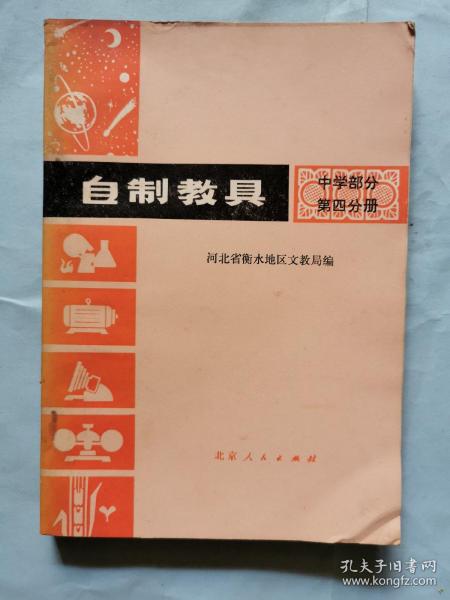 自制教具
中学部分
第四分册
河北省衡水地区文教局编
北京人民出版社
孔夫子旧书网
www.kongfz.com